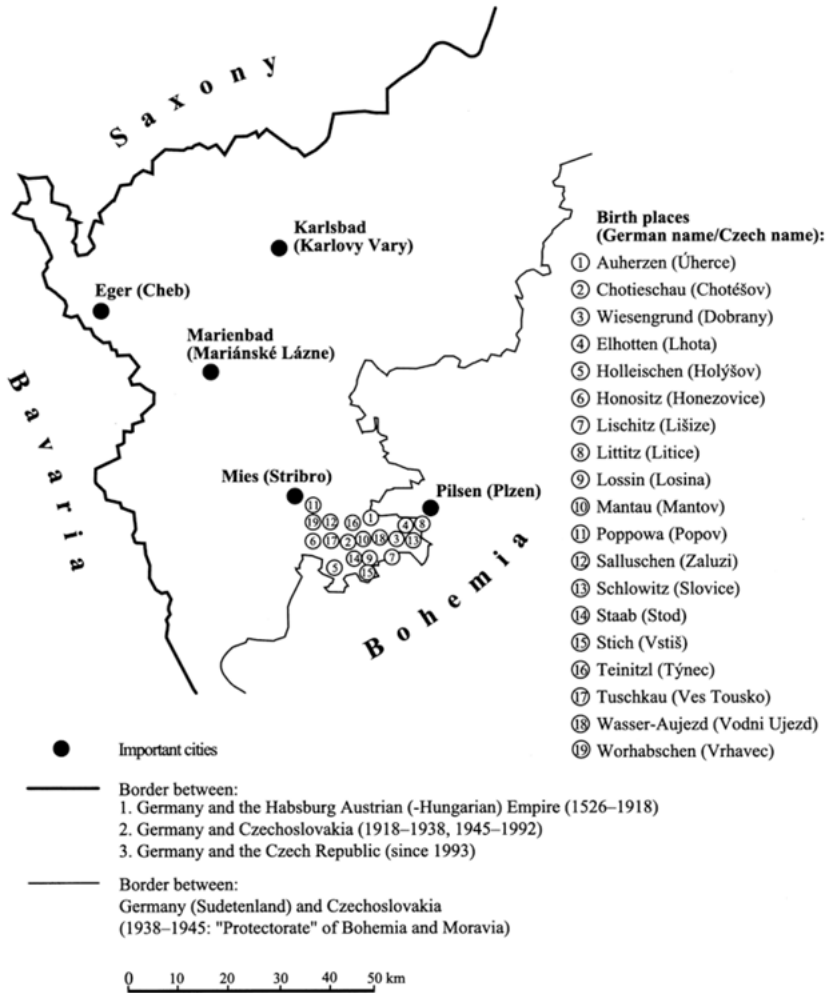 Saxony
Karlsbad
(Karlovy Vary)
Eger (Cheb)
Marienbad
(Mariánské Lázne)
Bavaria
Mies (Stribro)
Pilsen (Plzen)
11
19 12 16 1 4 8
6 17 2 10 18 3 13
5 14 9 7
15
Bohemia
Birth places
(German name/Czech name):
1 Auherzen (Úherce)
2 Chotieschau (Chotéšov)
3 Wiesengrund (Dobrany)
4 Elhotten (Lhota)
5 Holleischen (Holýšov)
6 Honositz (Honezovice)
7 Lischitz (Lišize)
8 Littitz (Litice)
9 Lossin (Losina)
10 Mantau (Mantov)
11 Poppowa (Popov)
12 Salluschen (Zaluzi)
13 Schlowitz (Slovice)
14 Staab (Stod)
15 Stich (Vstiš)
16 Teinitzl (Týnec)
17 Tuschkau (Ves Tousko)
18 Wasser-Aujezd (Vodni Ujezd)
19 Worhabschen (Vrhavec)
Important cities
Border between:
1. Germany and the Habsburg Austrian (-Hungarian) Empire (1526–1918)
2. Germany and Czechoslovakia (1918–1938, 1945–1992)
3. Germany and the Czech Republic (since 1993)
Border between:
Germany (Sudetenland) and Czechoslovakia
(1938–1945: "Protectorate" of Bohemia and Moravia)
0 10 20 30 40 50 km